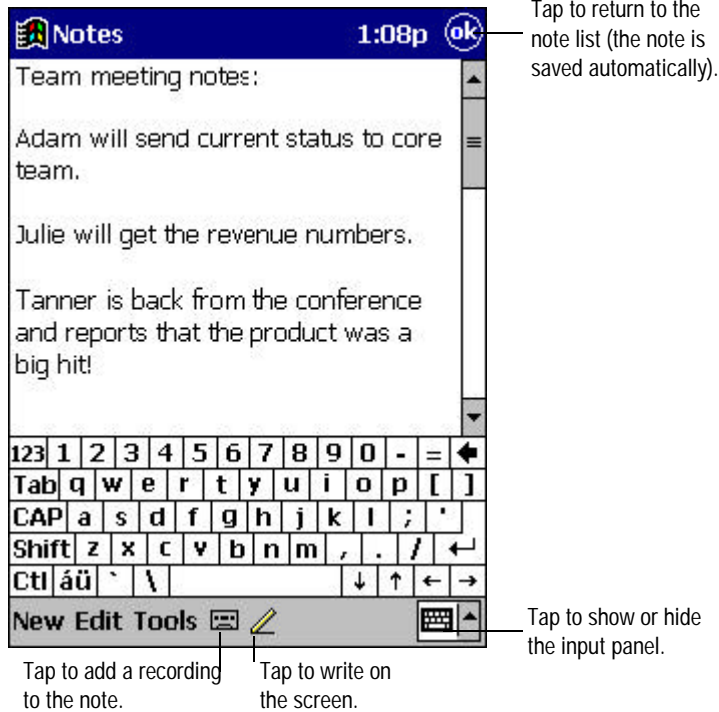 Notes 1:08p ok
Tap to return to the
note list (the note is
saved automatically).
Team meeting notes:
Adam will send current status to core
team.
Julie will get the revenue numbers.
Tanner is back from the conference
and reports that the product was a
big hit!
123 1 2 3 4 5 6 7 8 9 0 - = 🡄
Tab q w e r t y u i o p [ ]
CAP a s d f g h j k l ; '
Shift z x c v b n m , . / ↵
Ctl áü ` \ ↓ ↑ ← →
New Edit Tools
Tap to show or hide
the input panel.
Tap to add a recording
to the note.
Tap to write on
the screen.